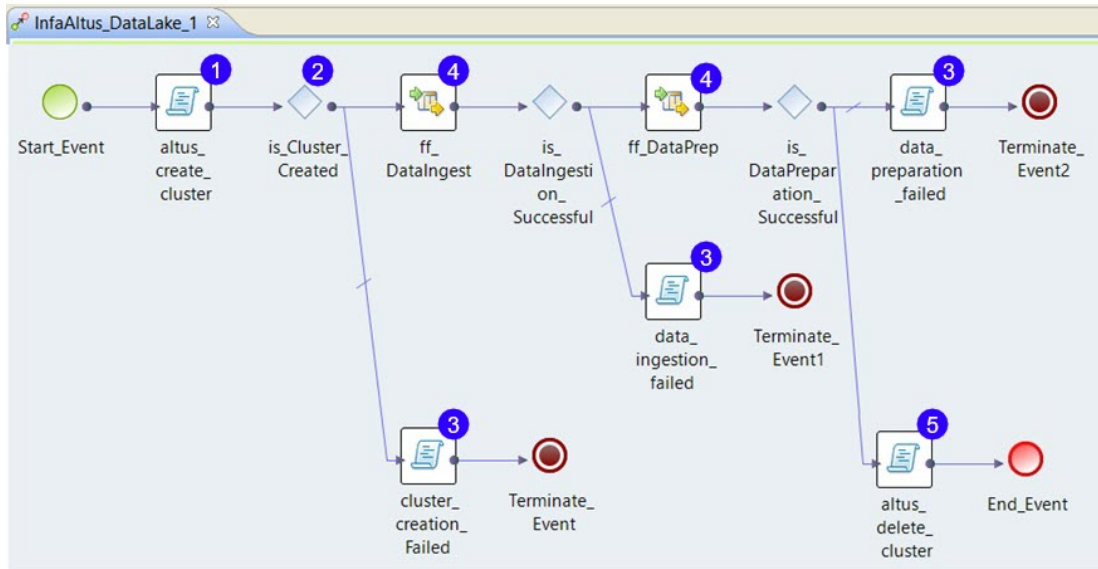 InfaAltus_DataLake_1
1
2
4
4
3
Start_Event
altus_
create_
cluster
is_Cluster_
Created
ff_
DataIngest
is_
DataIngesti
on_
Successful
ff_DataPrep
is_
DataPrepar
ation_
Successful
data_
preparation
_failed
Terminate_
Event2
3
data_
ingestion_
failed
Terminate_
Event1
3
cluster_
creation_
Failed
Terminate_
Event
5
altus_
delete_
cluster
End_Event